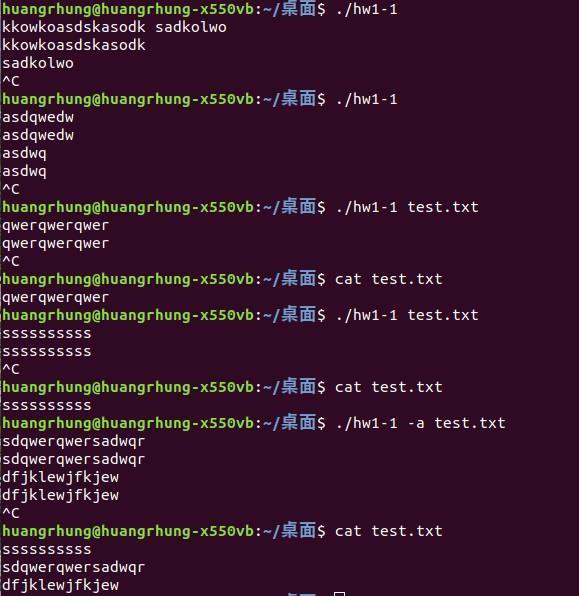 huangrhung@huangrhung-x550vb:~/桌面$ ./hw1-1
kkowkoasdskasodk sadkolwo
kkowkoasdskasodk
sadkolwo
^C
huangrhung@huangrhung-x550vb:~/桌面$ ./hw1-1
asdqwedw
asdqwedw
asdwq
asdwq
^C
huangrhung@huangrhung-x550vb:~/桌面$ ./hw1-1 test.txt
qwerqwerqwer
qwerqwerqwer
^C
huangrhung@huangrhung-x550vb:~/桌面$ cat test.txt
qwerqwerqwer
huangrhung@huangrhung-x550vb:~/桌面$ ./hw1-1 test.txt
ssssssssss
ssssssssss
^C
huangrhung@huangrhung-x550vb:~/桌面$ cat test.txt
ssssssssss
huangrhung@huangrhung-x550vb:~/桌面$ ./hw1-1 -a test.txt
sdqwerqwersadwqr
sdqwerqwersadwqr
dfjklewjfkjew
dfjklewjfkjew
^C
huangrhung@huangrhung-x550vb:~/桌面$ cat test.txt
ssssssssss
sdqwerqwersadwqr
dfjklewjfkjew